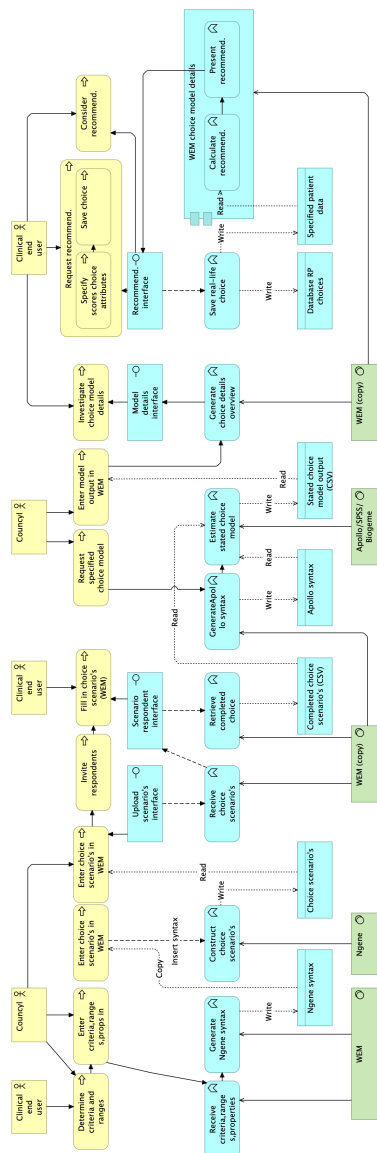 Clinical
end
user
Councyl
Clinical
end
user
Councyl
Clinical
end
user
Determine
criteria and
ranges
Enter
criteria,range
s,props in
Enter choice
scenario's in
WEM
Enter choice
scenario's in
WEM
Invite
respondents
Fill in choice
scenario's
(WEM)
Request
specified
choice model
Enter model
output in
WEM
Investigate
choice model
details
Request recommend.
Specify
scores choice
attributes
Save choice
Consider
recommend.
Copy
Insert syntax
Upload
scenario's
interface
Scenario
respondent
interface
Read
Model
details
interface
Recommend.
interface
WEM choice model details
Calculate
recommend.
Present
recommend.
Receive
criteria,range
s,properties
Generate
Ngene syntax
Construct
choice
scenario's
Receive
choice
scenario's
Retrieve
completed
choice
GenerateApol
lo syntax
Estimate
stated choice
model
Generate
choice details
overview
Save real-life
choice
Read >
Write
Write
Read
Write
Read
Write
Read
Write
Write
Ngene syntax
Choice scenario's
Completed choice
scenario's (CSV)
Apollo syntax
Stated choice
model output
(CSV)
Database RP
choices
Specified patient
data
WEM
Ngene
WEM (copy)
Apollo/SPSS/
Biogeme
WEM (copy)